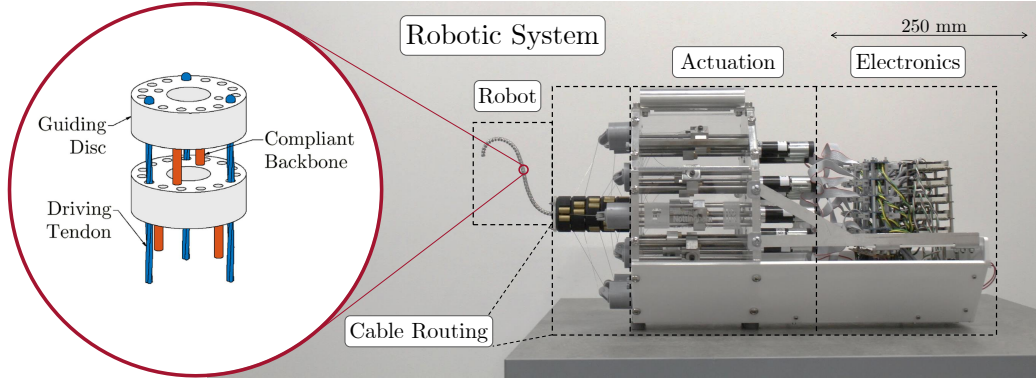 Robotic System
250 mm
Actuation
Electronics
Robot
Guiding
Disc
Compliant
Backbone
Driving
Tendon
Cable Routing